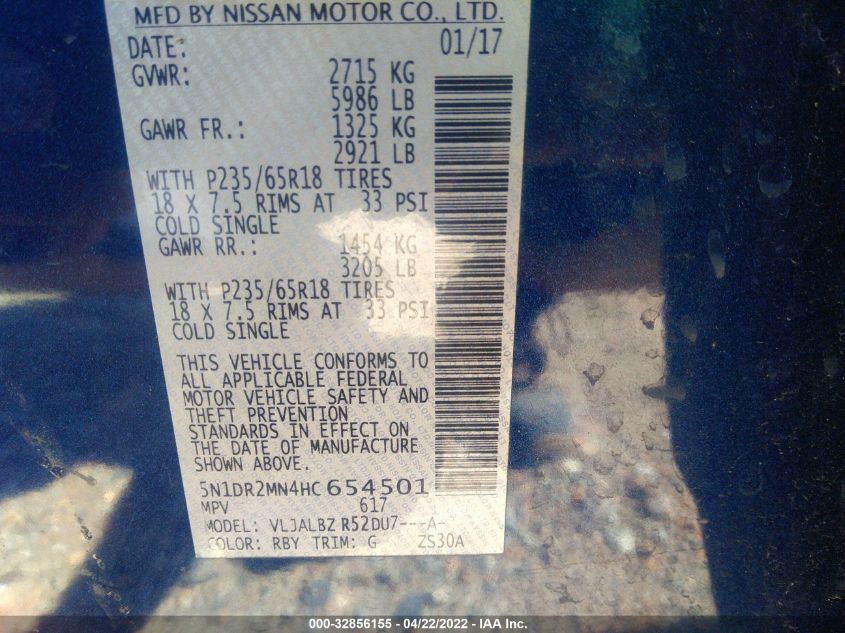 MFD BY NISSAN MOTOR CO., LTD.
DATE: 01/17
GVWR: 2715 KG
5986 LB
GAWR FR.: 1325 KG
2921 LB
WITH P235/65R18 TIRES
18 X 7.5 RIMS AT 33 PSI
COLD SINGLE
GAWR RR.: 1454 KG
3205 LB
WITH P235/65R18 TIRES
18 X 7.5 RIMS AT 33 PSI
COLD SINGLE
THIS VEHICLE CONFORMS TO
ALL APPLICABLE FEDERAL
MOTOR VEHICLE SAFETY AND
THEFT PREVENTION
STANDARDS IN EFFECT ON
THE DATE OF MANUFACTURE
SHOWN ABOVE.
5N1DR2MN4HC 654501
MPV 617
MODEL: VLJALBZ R52DU7---A-
COLOR: RBY TRIM: G ZS30A
000-32856155 - 04/22/2022 - IAA Inc.